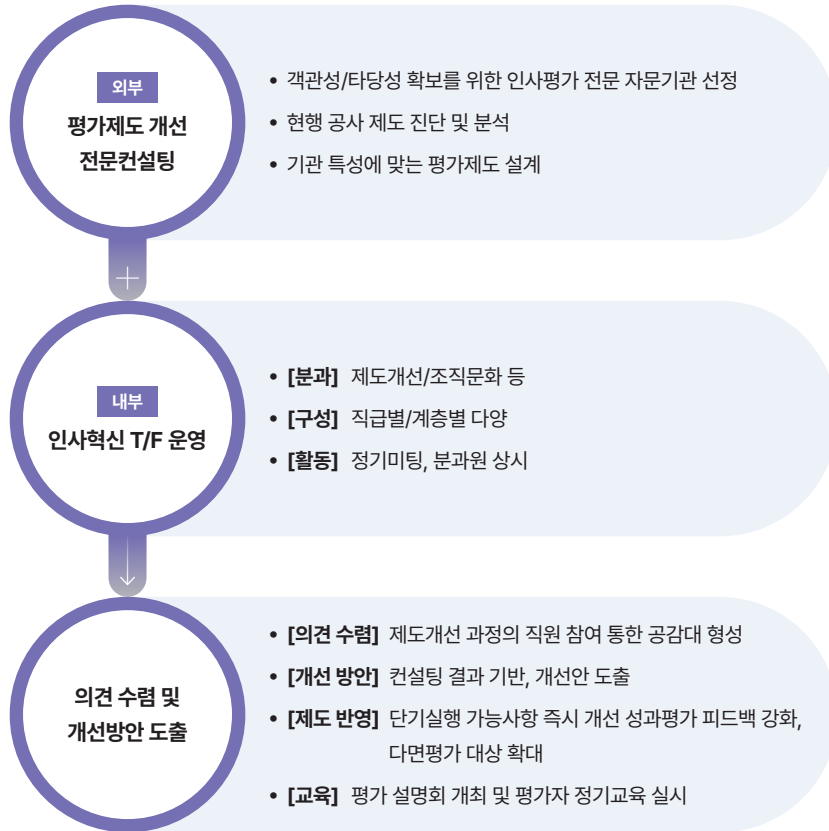 외부
평가제도 개선
전문컨설팅
• 객관성/타당성 확보를 위한 인사평가 전문 자문기관 선정
• 현행 공사 제도 진단 및 분석
• 기관 특성에 맞는 평가제도 설계
내부
인사혁신 T/F 운영
• [분과] 제도개선/조직문화 등
• [구성] 직급별/계층별 다양
• [활동] 정기미팅, 분과원 상시
의견 수렴 및
개선방안 도출
• [의견 수렴] 제도개선 과정의 직원 참여 통한 공감대 형성
• [개선 방안] 컨설팅 결과 기반, 개선안 도출
• [제도 반영] 단기실행 가능사항 즉시 개선 성과평가 피드백 강화,
다면평가 대상 확대
• [교육] 평가 설명회 개최 및 평가자 정기교육 실시